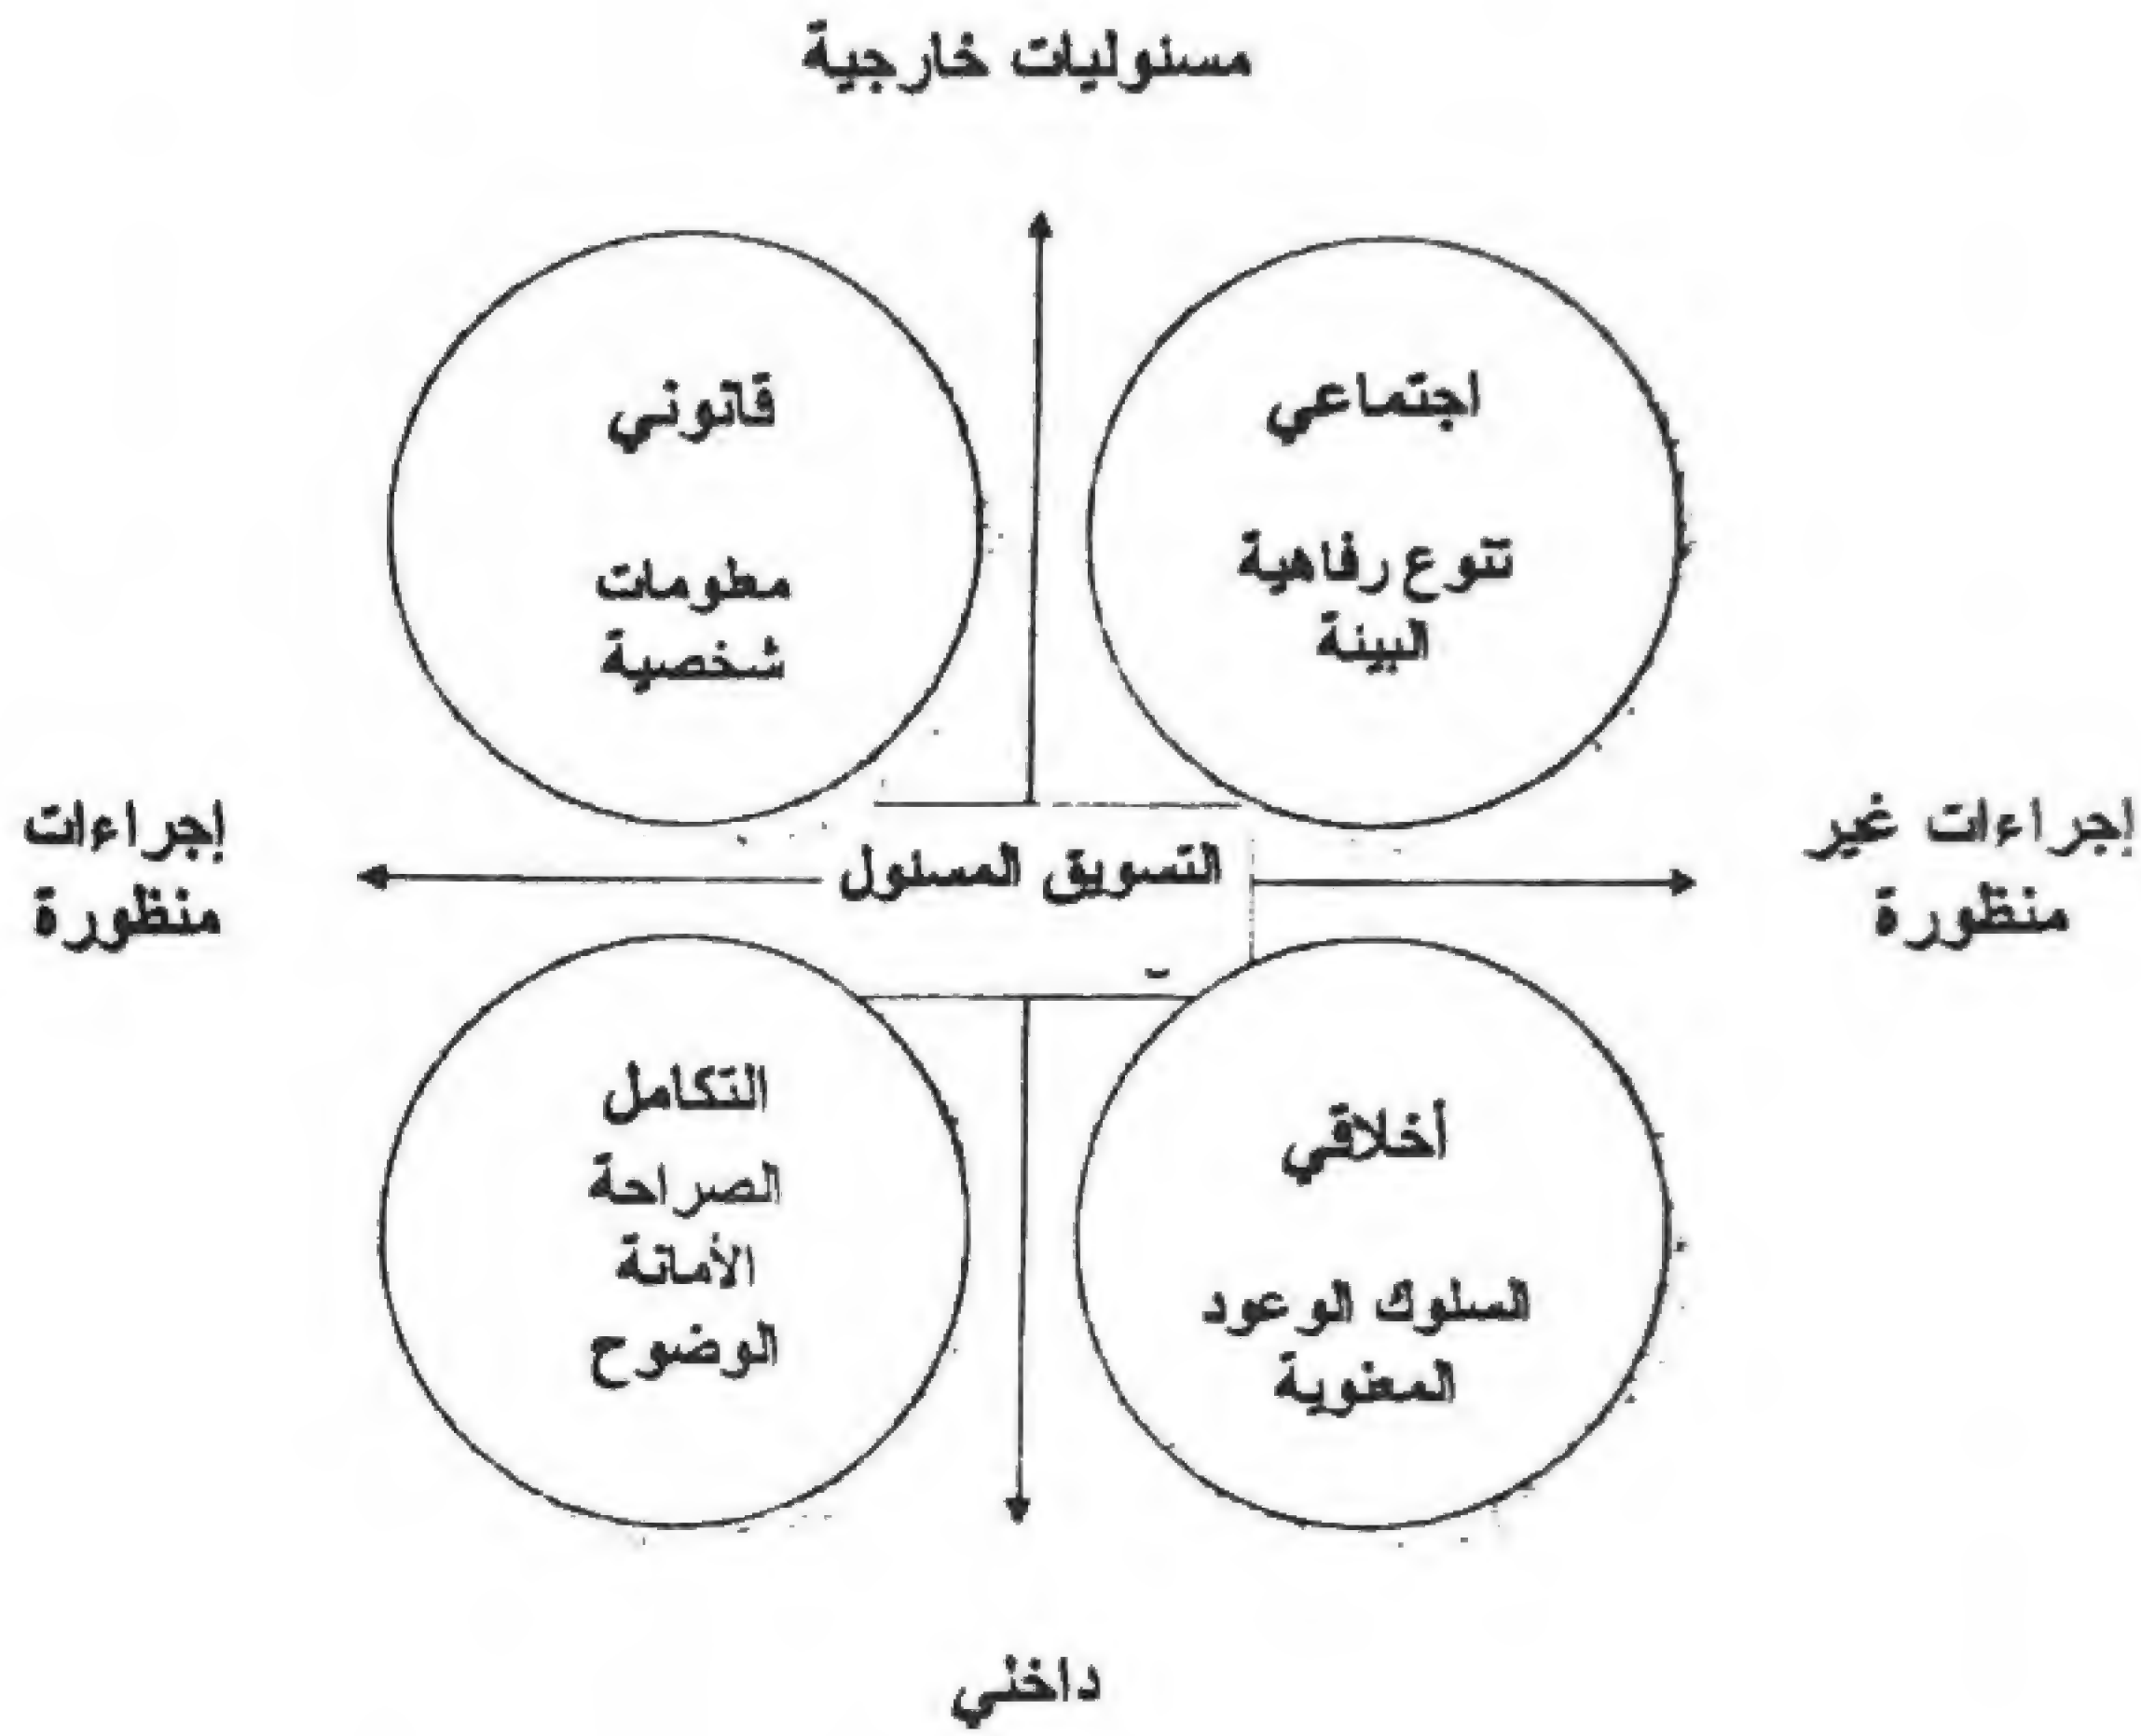 مسئوليات خارجية
اجتماعي
تنوع رفاهية
البيئة
قانوني
معلومات
شخصية
إجراءات غير
منظورة
التسويق المسئول
إجراءات
منظورة
أخلاقي
السلوك الوعود
المعنوية
التكامل
الصراحة
الأمانة
الوضوح
داخلي